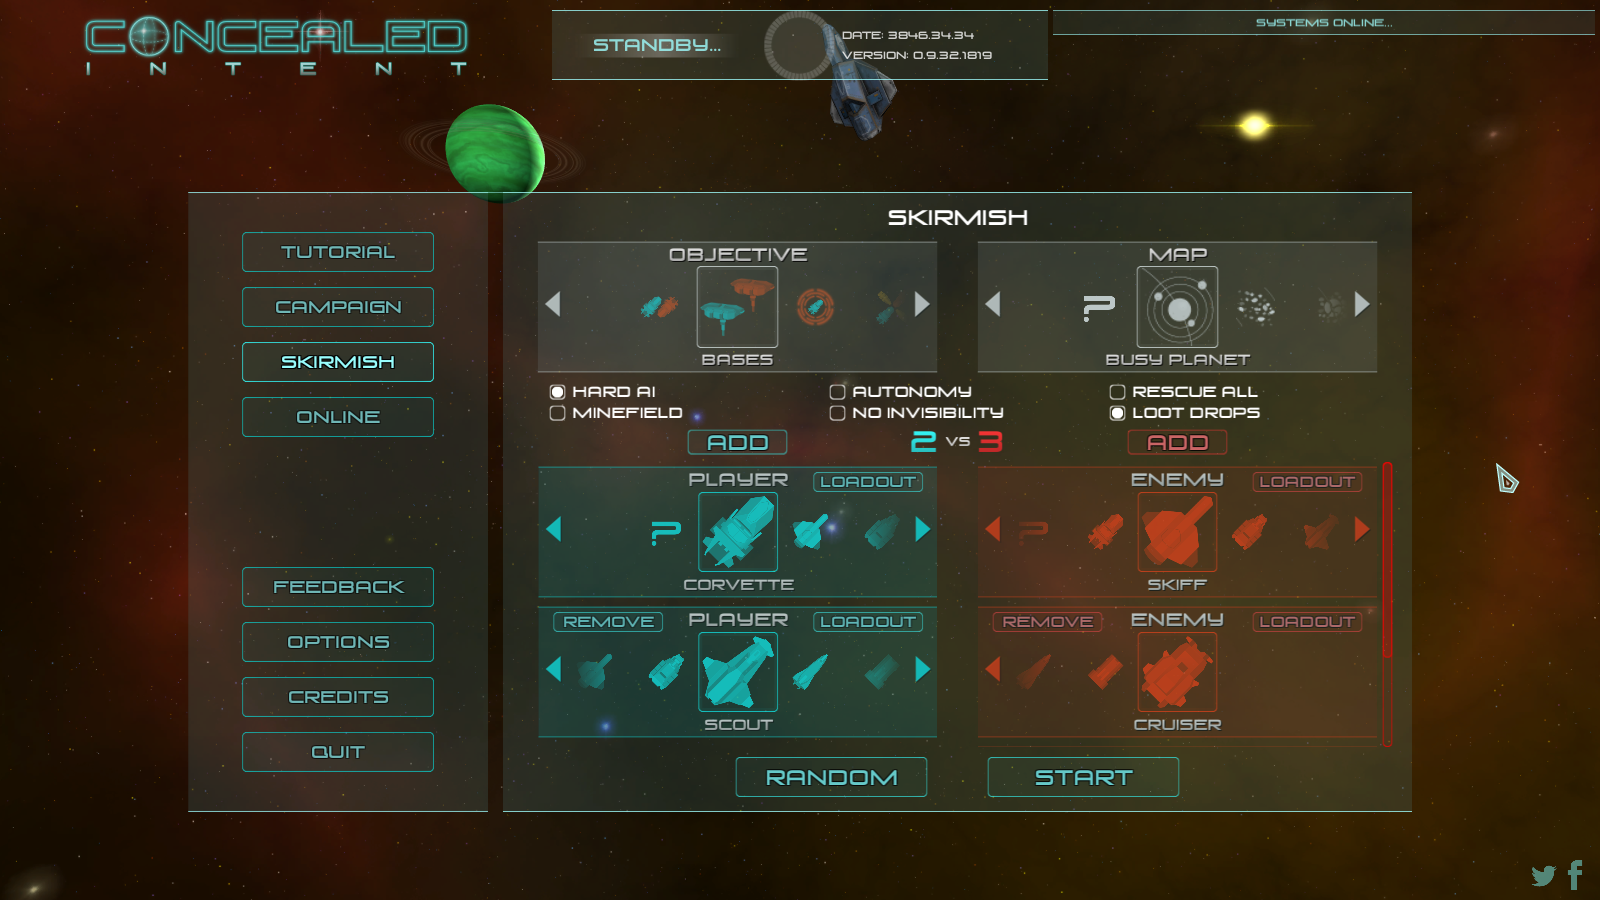 CONCEALED
INTENT
STANDBY...
DATE: 3846.34.34
VERSION: 0.9.32.1819
SYSTEMS ONLINE...
TUTORIAL
CAMPAIGN
SKIRMISH
ONLINE
FEEDBACK
OPTIONS
CREDITS
QUIT
SKIRMISH
OBJECTIVE
BASES
MAP
?
BUSY PLANET
HARD AI
AUTONOMY
RESCUE ALL
MINEFIELD
NO INVISIBILITY
LOOT DROPS
ADD
2 VS 3
ADD
PLAYER
LOADOUT
?
CORVETTE
ENEMY
LOADOUT
?
SKIFF
REMOVE
PLAYER
LOADOUT
SCOUT
REMOVE
ENEMY
LOADOUT
CRUISER
RANDOM
START